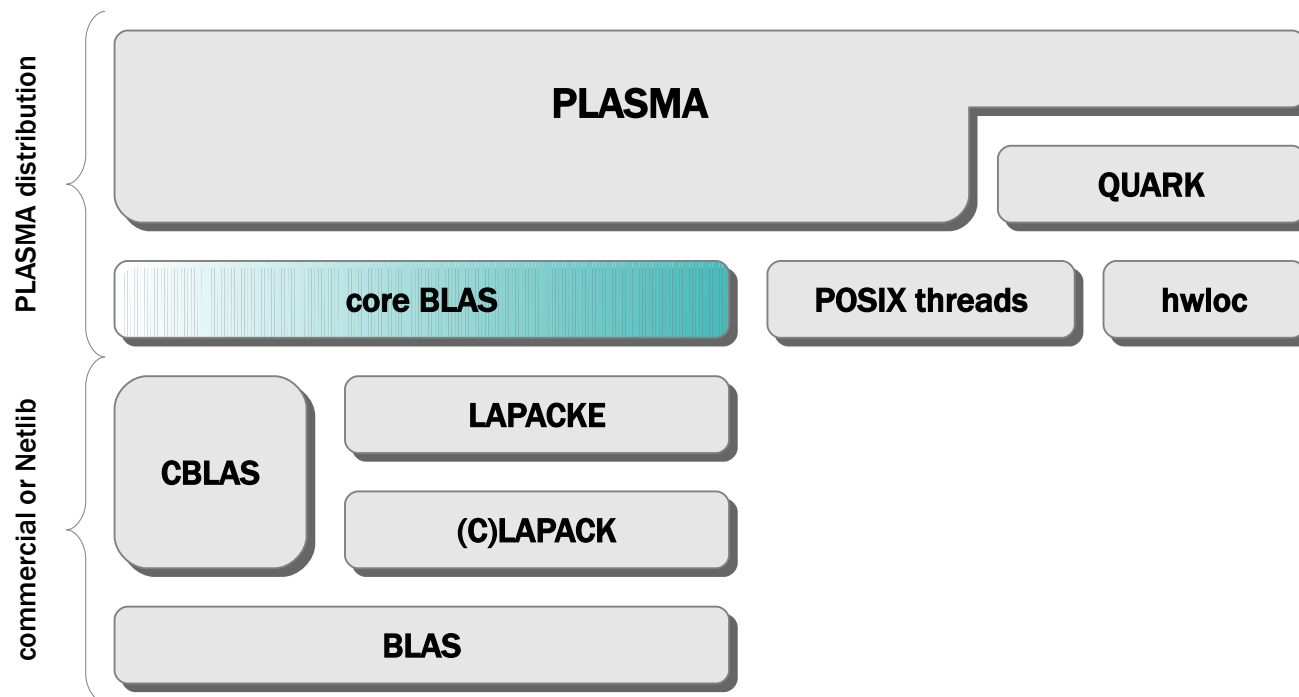 PLASMA distribution
PLASMA
QUARK
core BLAS
POSIX threads
hwloc
commercial or Netlib
CBLAS
LAPACKE
(C)LAPACK
BLAS